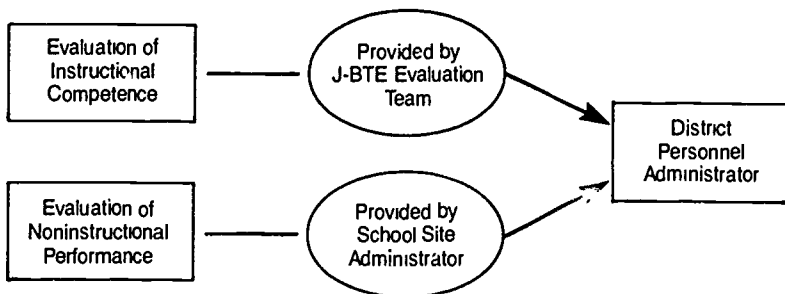 Evaluation of
Instructional
Competence
Provided by
J-BTE Evaluation
Team
District
Personnel
Administrator
Evaluation of
Noninstructional
Performance
Provided by
School Site
Administrator